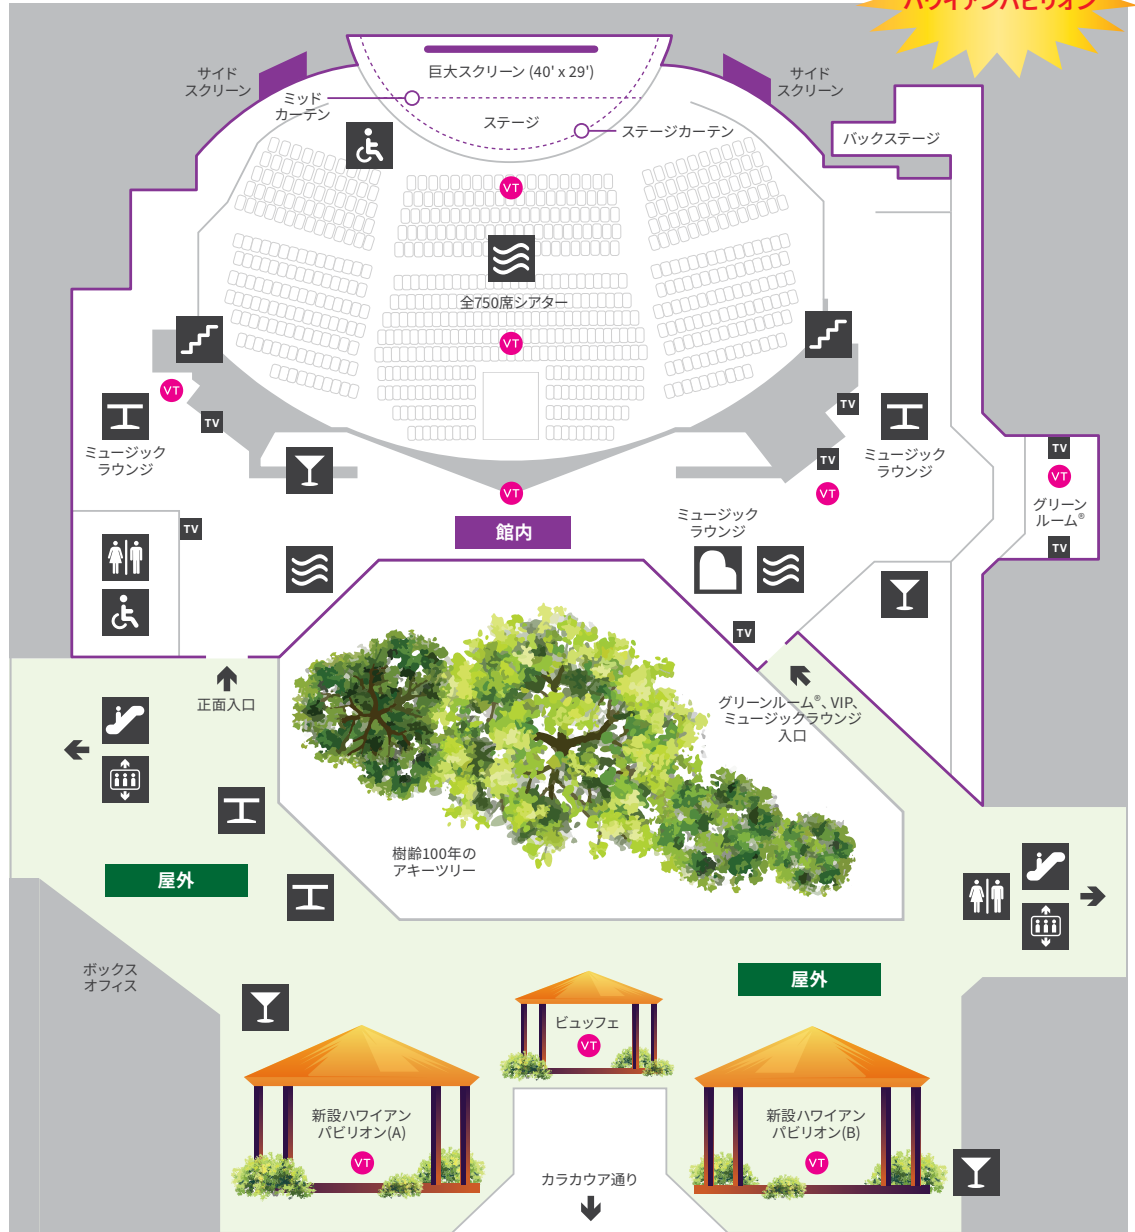 ハワイアンパビリオン
サイド
スクリーン
巨大スクリーン (40' x 29')
サイド
スクリーン
ミッド
カーテン
ステージ
ステージカーテン
バックステージ
VT
全750席シアター
VT
VT
TV
ミュージック
ラウンジ
TV
ミュージック
ラウンジ
TV
VT
TV
VT
グリーン
ルーム®
TV
VT
館内
ミュージック
ラウンジ
TV
TV
正面入口
グリーンルーム®、VIP、
ミュージックラウンジ
入口
樹齢100年の
アキーツリー
屋外
ボックス
オフィス
屋外
ビュッフェ
VT
新設ハワイアン
パビリオン(A)
VT
新設ハワイアン
パビリオン(B)
VT
カラカウア通り